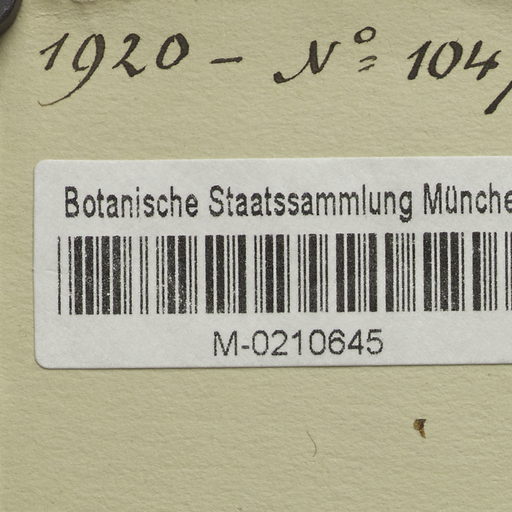 1920 - Nº 104
Botanische Staatssammlung Münche
M-0210645